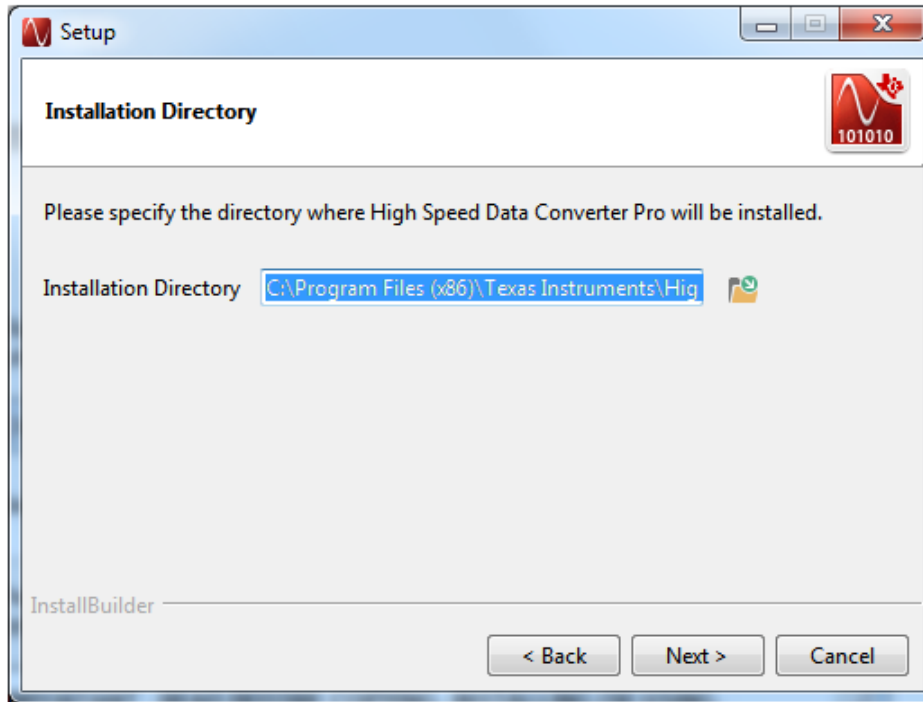 Setup
Installation Directory
101010
Please specify the directory where High Speed Data Converter Pro will be installed.
Installation Directory C:\Program Files (x86)\Texas Instruments\Hig
InstallBuilder
< Back Next > Cancel